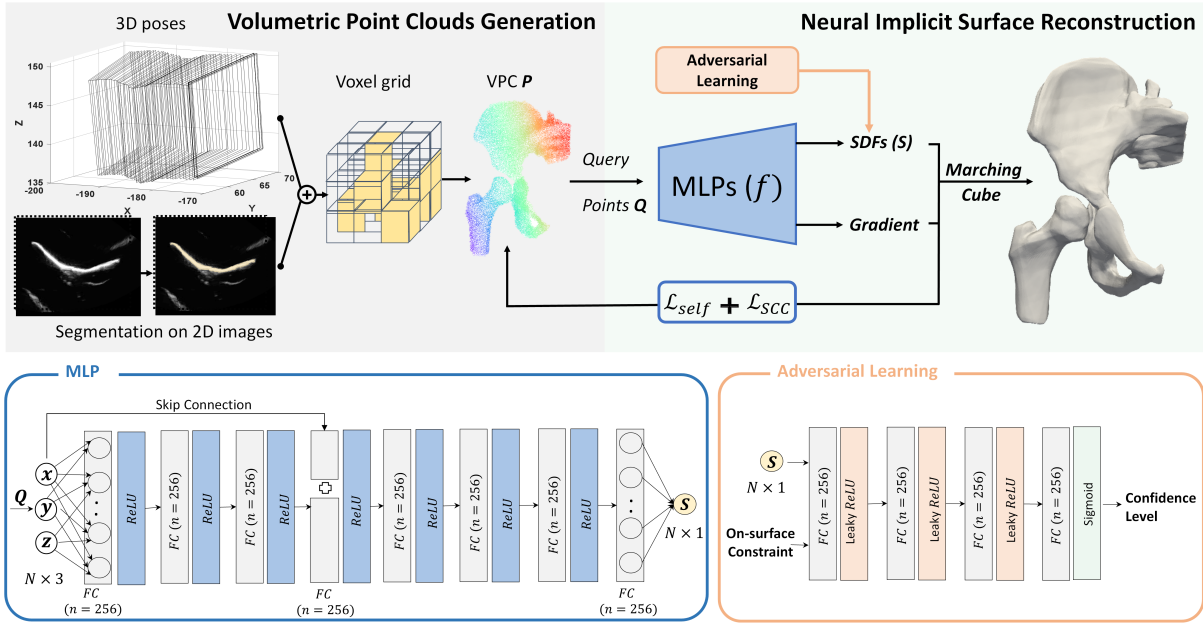 Volumetric Point Clouds Generation
Neural Implicit Surface Reconstruction
3D poses
150
145
140
135
Z
-200
-190
-180
-170
60
65
70
X
Y
Segmentation on 2D images
+
Voxel grid
VPC P
Query
Points Q
Adversarial
Learning
MLPs (f)
SDFs (S)
Gradient
Marching
Cube
ℒself + ℒSCC
MLP
Skip Connection
Q
x
y
z
N × 3
FC
(n = 256)
ReLU
FC (n = 256)
ReLU
FC (n = 256)
ReLU
FC
(n = 256)
ReLU
FC (n = 256)
ReLU
FC (n = 256)
ReLU
FC (n = 256)
ReLU
FC
(n = 256)
S
N × 1
Adversarial Learning
S
N × 1
On-surface
Constraint
FC (n = 256)
Leaky ReLU
FC (n = 256)
Leaky ReLU
FC (n = 256)
Leaky ReLU
FC (n = 256)
Sigmoid
Confidence
Level